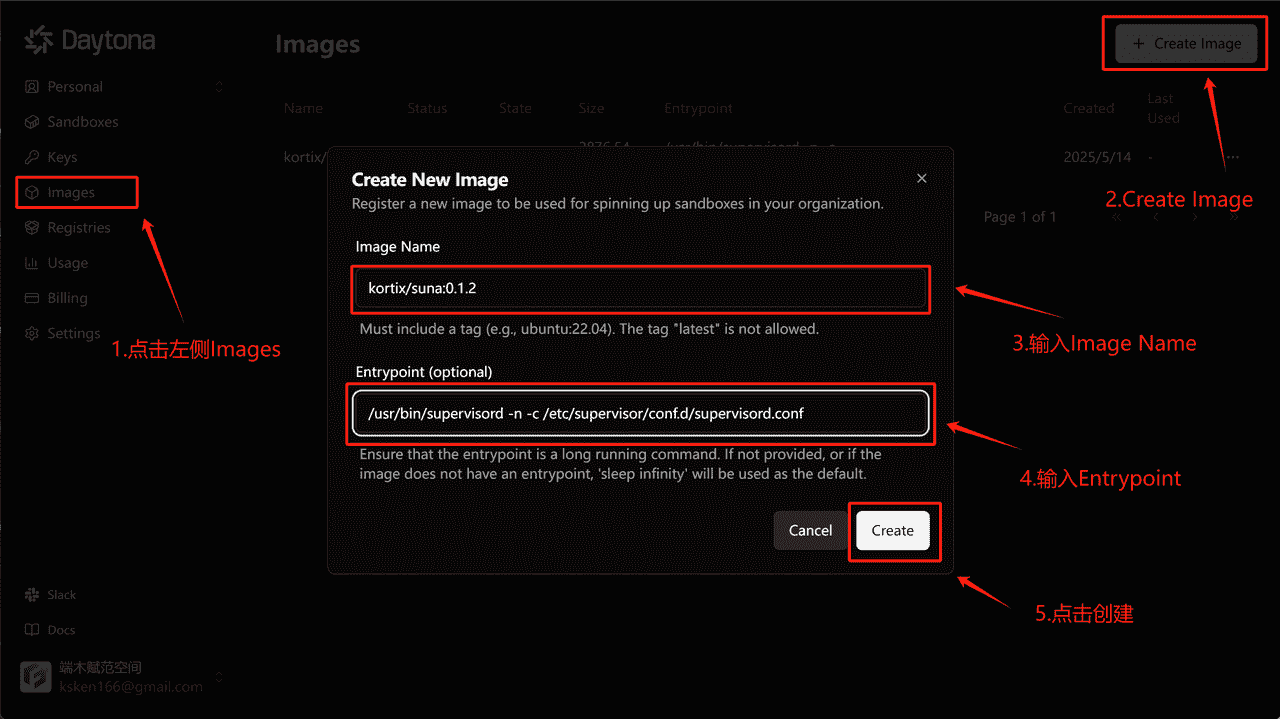 Daytona
Images
+ Create Image
Personal
Sandboxes
Keys
Images
Registries
Usage
Billing
Settings
1.点击左侧Images
Name Status State Size Entrypoint Created Last Used
kortix/ 2025/5/14 -
2.Create Image
Page 1 of 1
Create New Image
Register a new image to be used for spinning up sandboxes in your organization.
Image Name
kortix/suna:0.1.2
3.输入Image Name
Must include a tag (e.g., ubuntu:22.04). The tag "latest" is not allowed.
Entrypoint (optional)
/usr/bin/supervisord -n -c /etc/supervisor/conf.d/supervisord.conf
4.输入Entrypoint
Ensure that the entrypoint is a long running command. If not provided, or if the
image does not have an entrypoint, 'sleep infinity' will be used as the default.
Cancel
Create
5.点击创建
Slack
Docs
端木赋范空间
ksken166@gmail.com